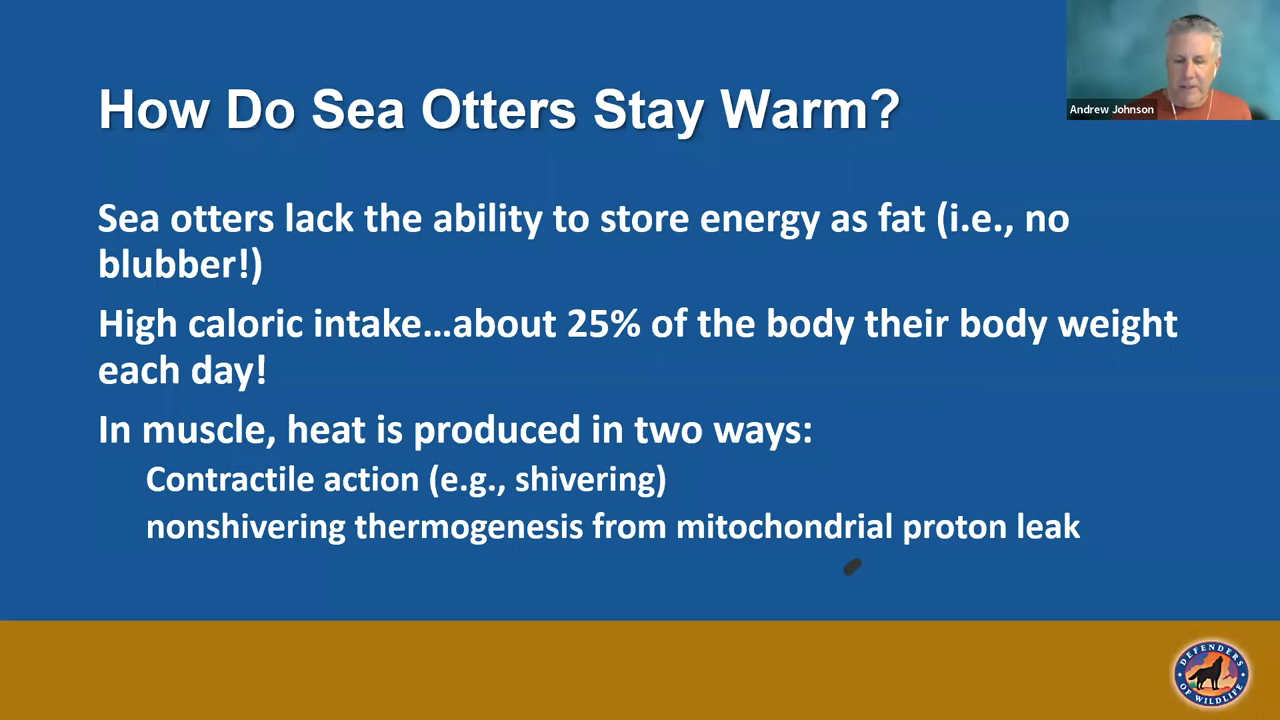 How Do Sea Otters Stay Warm?
Andrew Johnson
Sea otters lack the ability to store energy as fat (i.e., no
blubber!)
High caloric intake...about 25% of the body their body weight
each day!
In muscle, heat is produced in two ways:
Contractile action (e.g., shivering)
nonshivering thermogenesis from mitochondrial proton leak
DEFENDERS
OF WILDLIFE